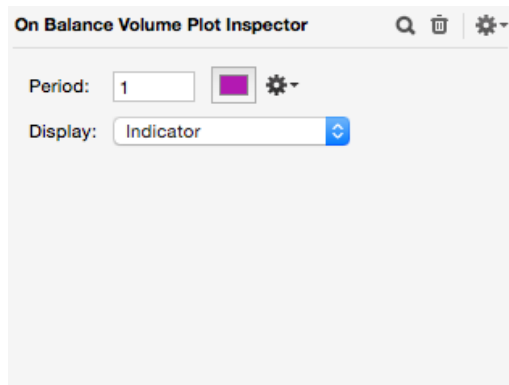 On Balance Volume Plot Inspector
Period: 1
Display: Indicator